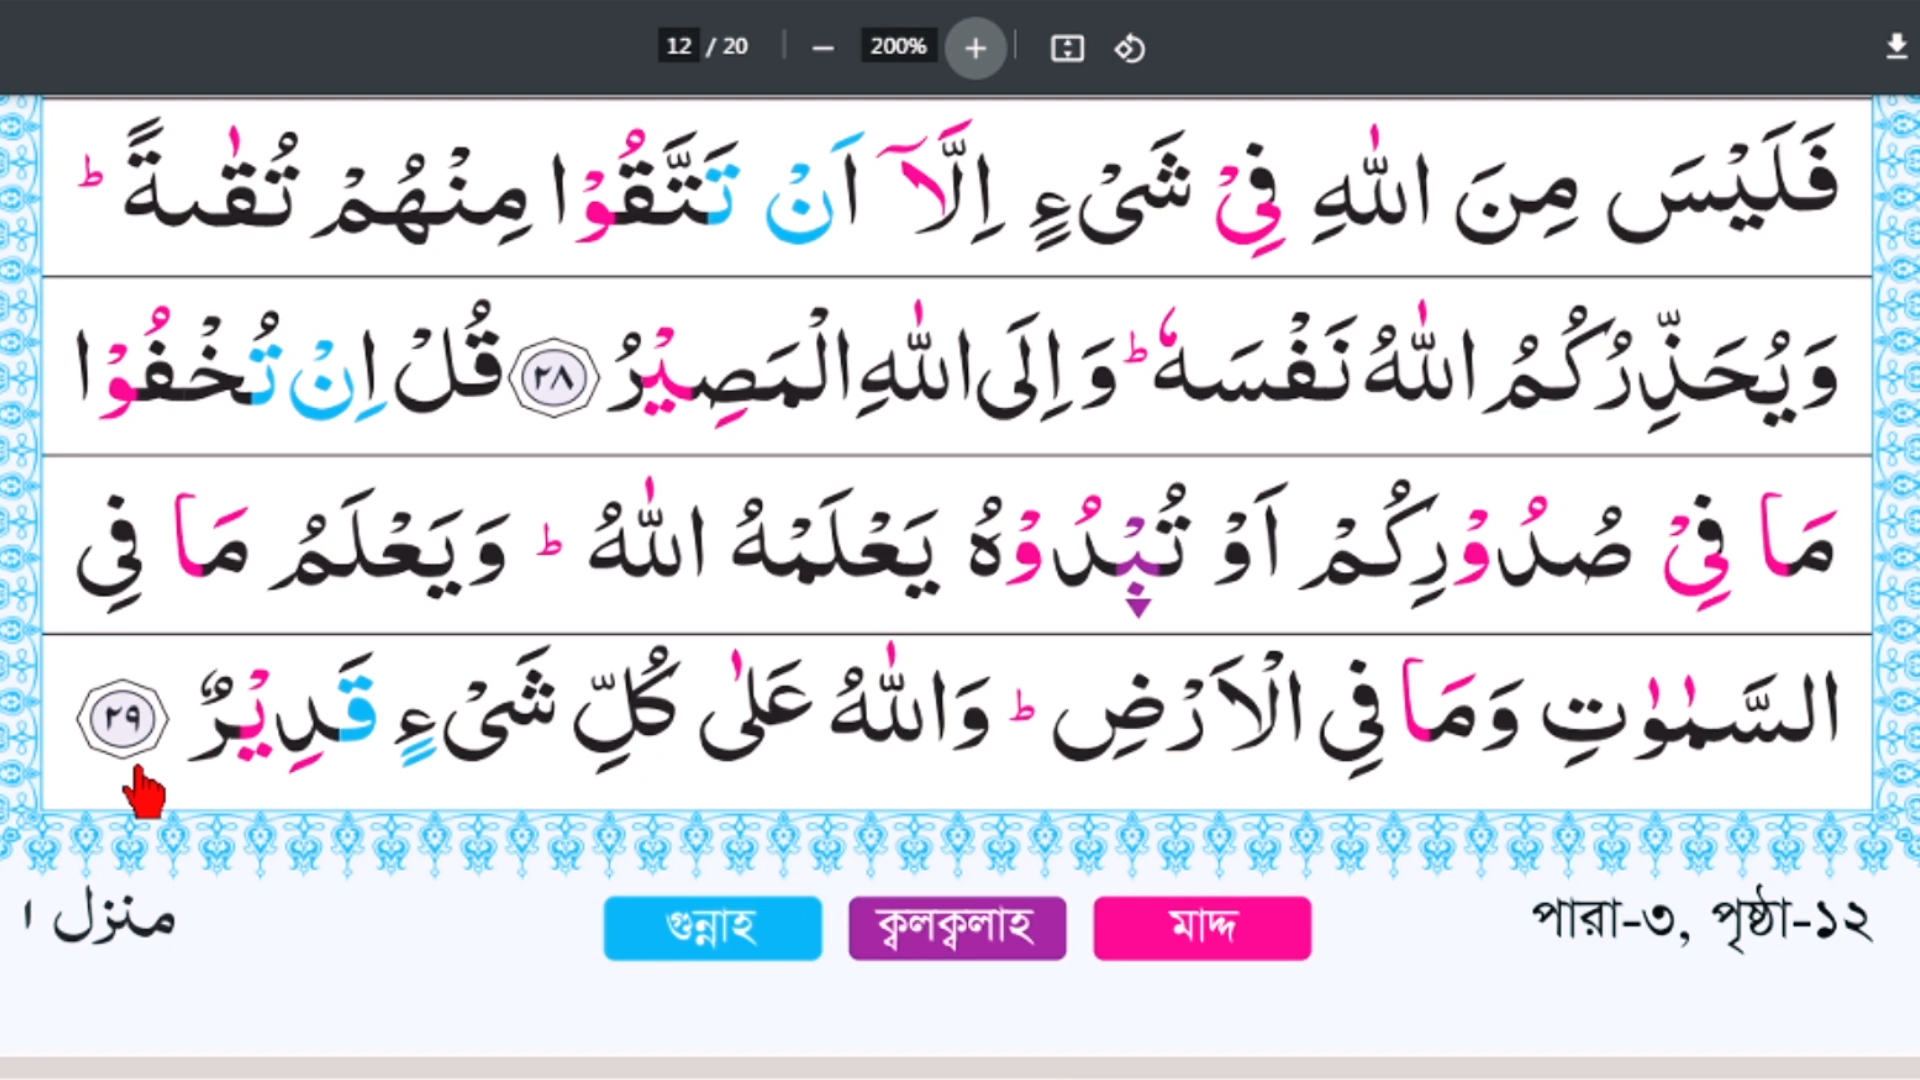 12 / 20 − 200% +
فَلَيْسَ مِنَ اللّٰهِ فِيْ شَىْءٍ اِلَّاۤ اَنْ تَتَّقُوْا مِنْهُمْ تُقٰىةً ؕ
وَيُحَذِّرُكُمُ اللّٰهُ نَفْسَهٗ ؕ وَاِلَى اللّٰهِ الْمَصِيْرُ ٢٨ قُلْ اِنْ تُخْفُوْا
مَا فِيْ صُدُوْرِكُمْ اَوْ تُبْدُوْهُ يَعْلَمْهُ اللّٰهُ ؕ وَيَعْلَمُ مَا فِى
السَّمٰوٰتِ وَمَا فِى الْاَرْضِ ؕ وَاللّٰهُ عَلٰى كُلِّ شَىْءٍ قَدِيْرٌ ٢٩
منزل ١ গুন্নাহ ক্বলক্বলাহ মাদ্দ পারা-৩, পৃষ্ঠা-১২